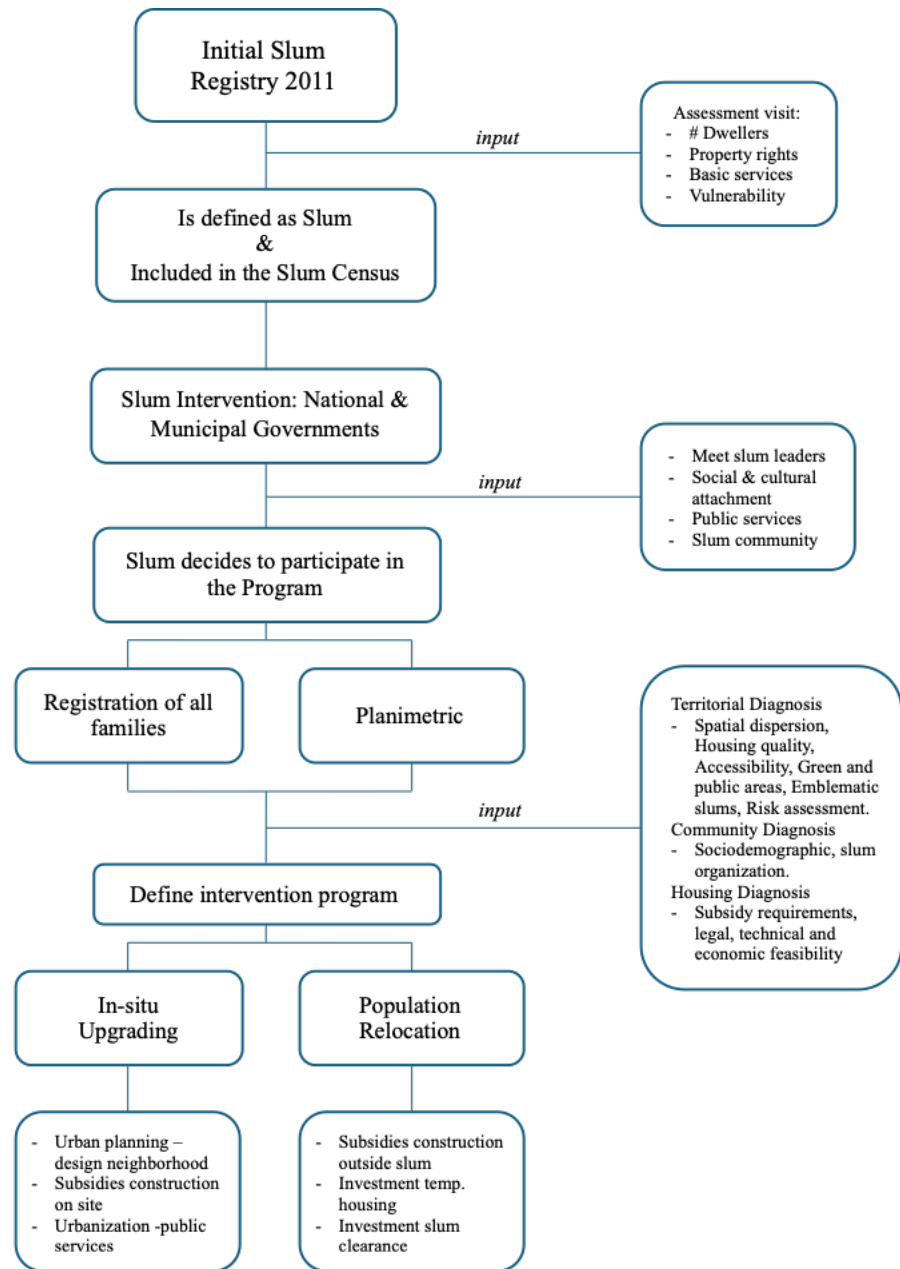 Initial Slum
Registry 2011
input
Assessment visit:
- # Dwellers
- Property rights
- Basic services
- Vulnerability
Is defined as Slum
&
Included in the Slum Census
Slum Intervention: National &
Municipal Governments
input
- Meet slum leaders
- Social & cultural
attachment
- Public services
- Slum community
Slum decides to participate in
the Program
Registration of all
families
Planimetric
input
Territorial Diagnosis
- Spatial dispersion,
Housing quality,
Accessibility, Green and
public areas, Emblematic
slums, Risk assessment.
Community Diagnosis
- Sociodemographic, slum
organization.
Housing Diagnosis
- Subsidy requirements,
legal, technical and
economic feasibility
Define intervention program
In-situ
Upgrading
Population
Relocation
- Urban planning –
design neighborhood
- Subsidies construction
on site
- Urbanization -public
services
- Subsidies construction
outside slum
- Investment temp.
housing
- Investment slum
clearance